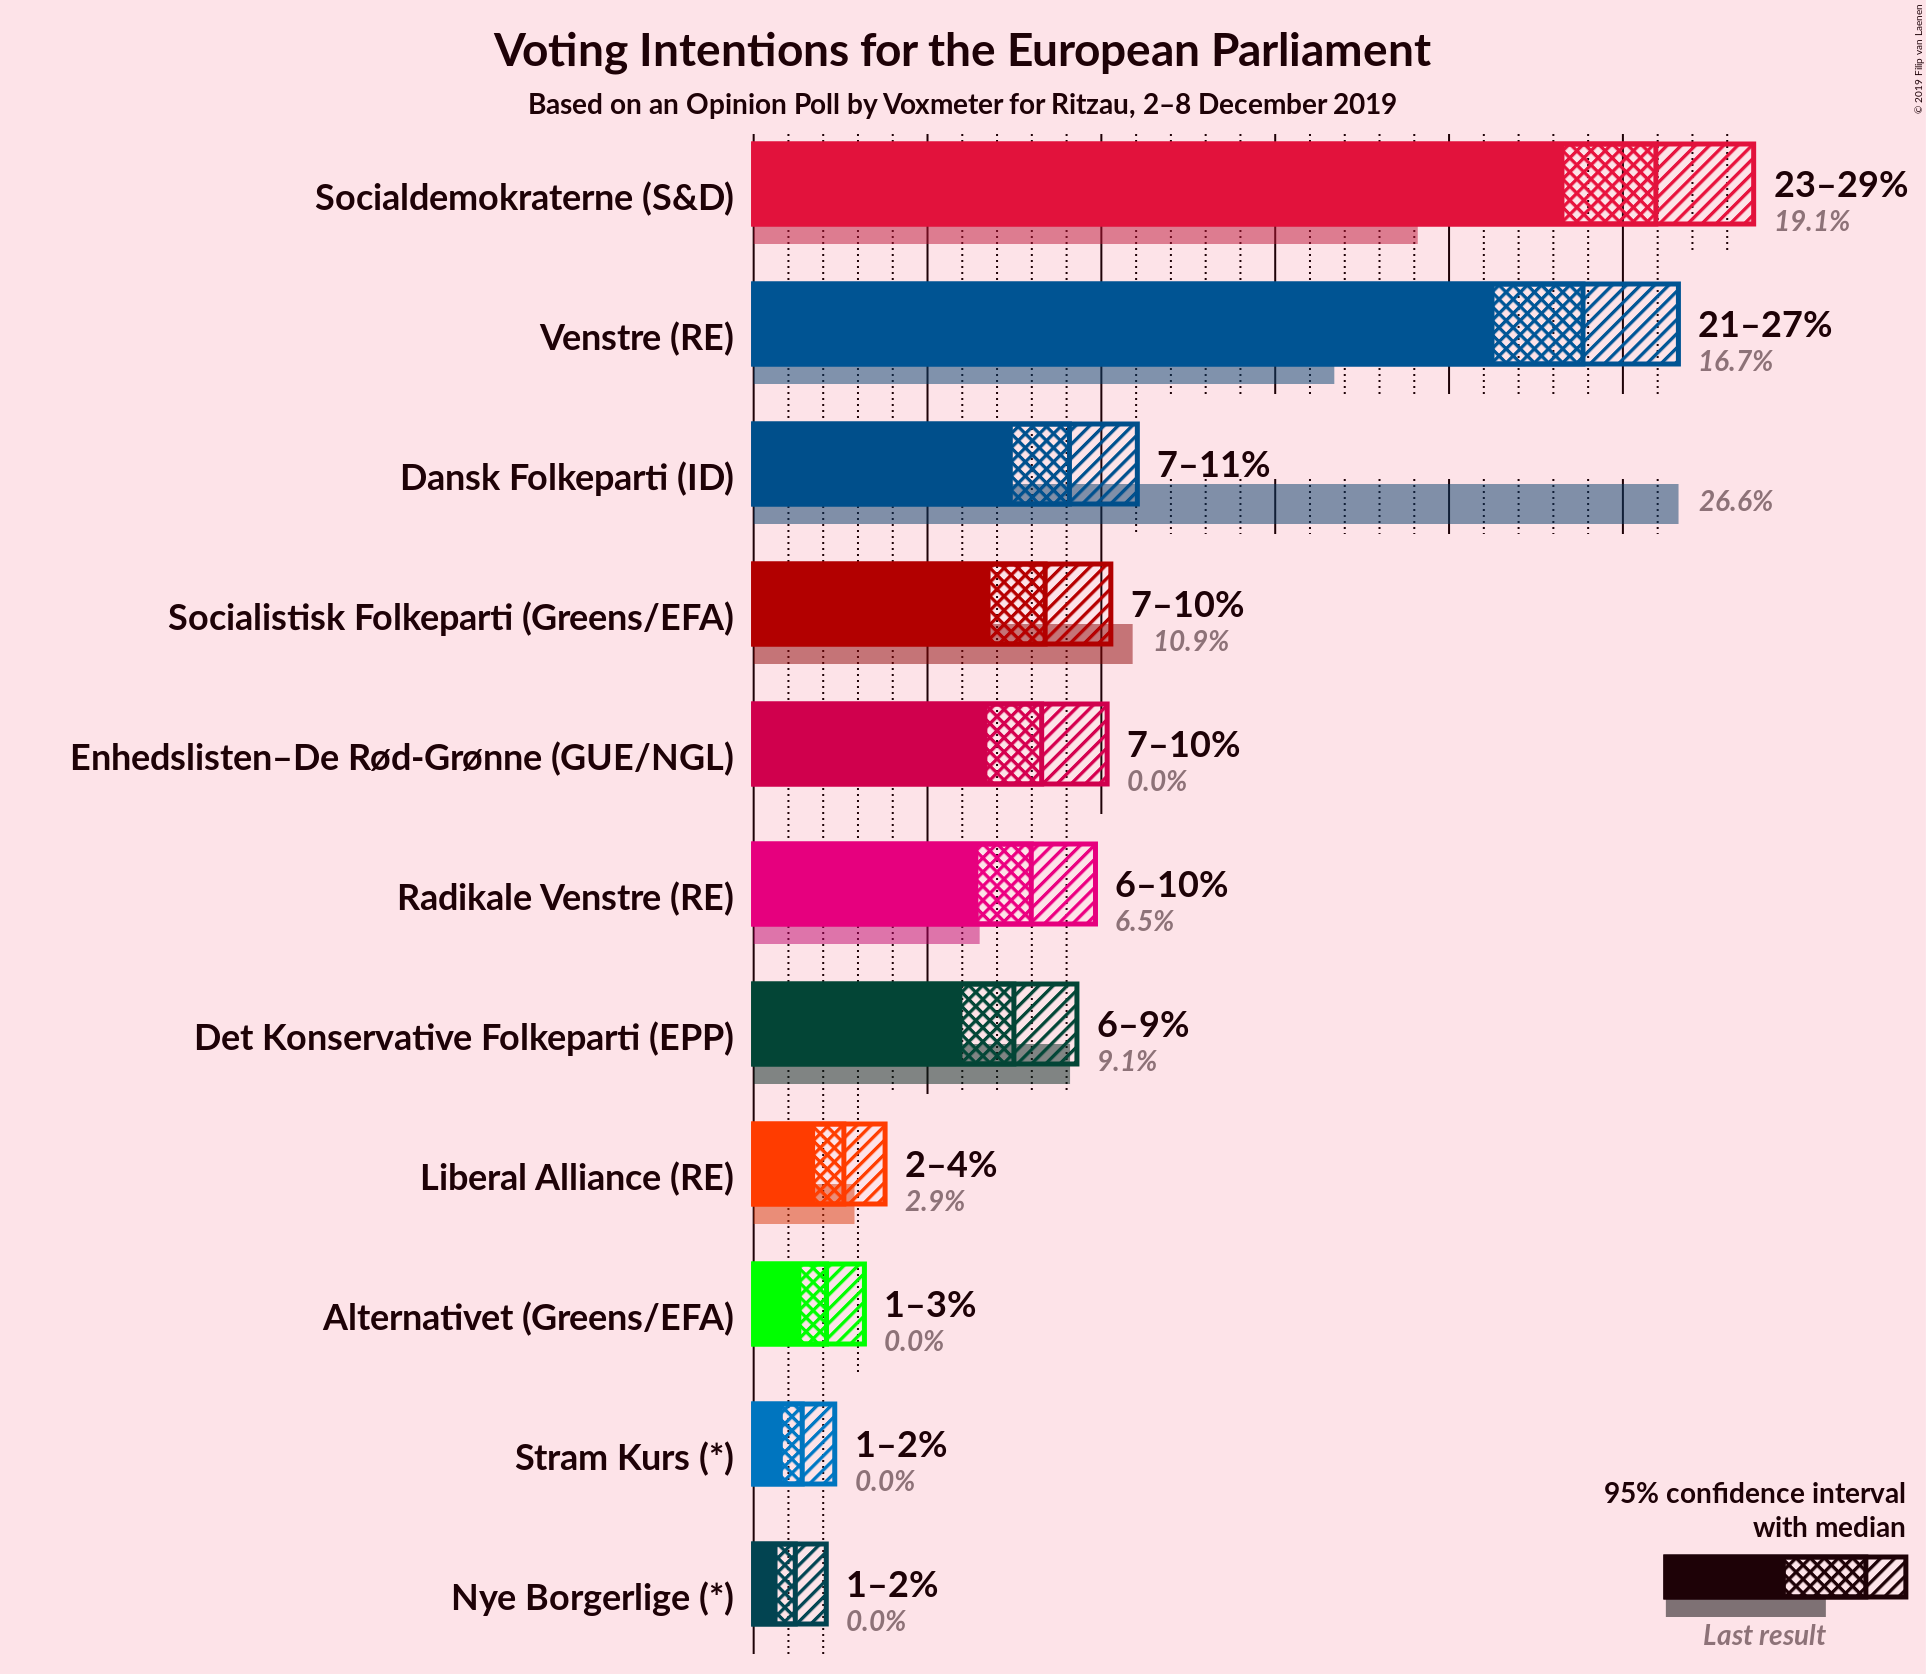 Voting Intentions for the European Parliament
Based on an Opinion Poll by Voxmeter for Ritzau, 2–8 December 2019
© 2019 Filip van Laenen
Socialdemokraterne (S&D)
23–29%
19.1%
Venstre (RE)
21–27%
16.7%
Dansk Folkeparti (ID)
7–11%
26.6%
Socialistisk Folkeparti (Greens/EFA)
7–10%
10.9%
Enhedslisten–De Rød-Grønne (GUE/NGL)
7–10%
0.0%
Radikale Venstre (RE)
6–10%
6.5%
Det Konservative Folkeparti (EPP)
6–9%
9.1%
Liberal Alliance (RE)
2–4%
2.9%
Alternativet (Greens/EFA)
1–3%
0.0%
Stram Kurs (*)
1–2%
0.0%
Nye Borgerlige (*)
1–2%
0.0%
95% confidence interval
with median
Last result